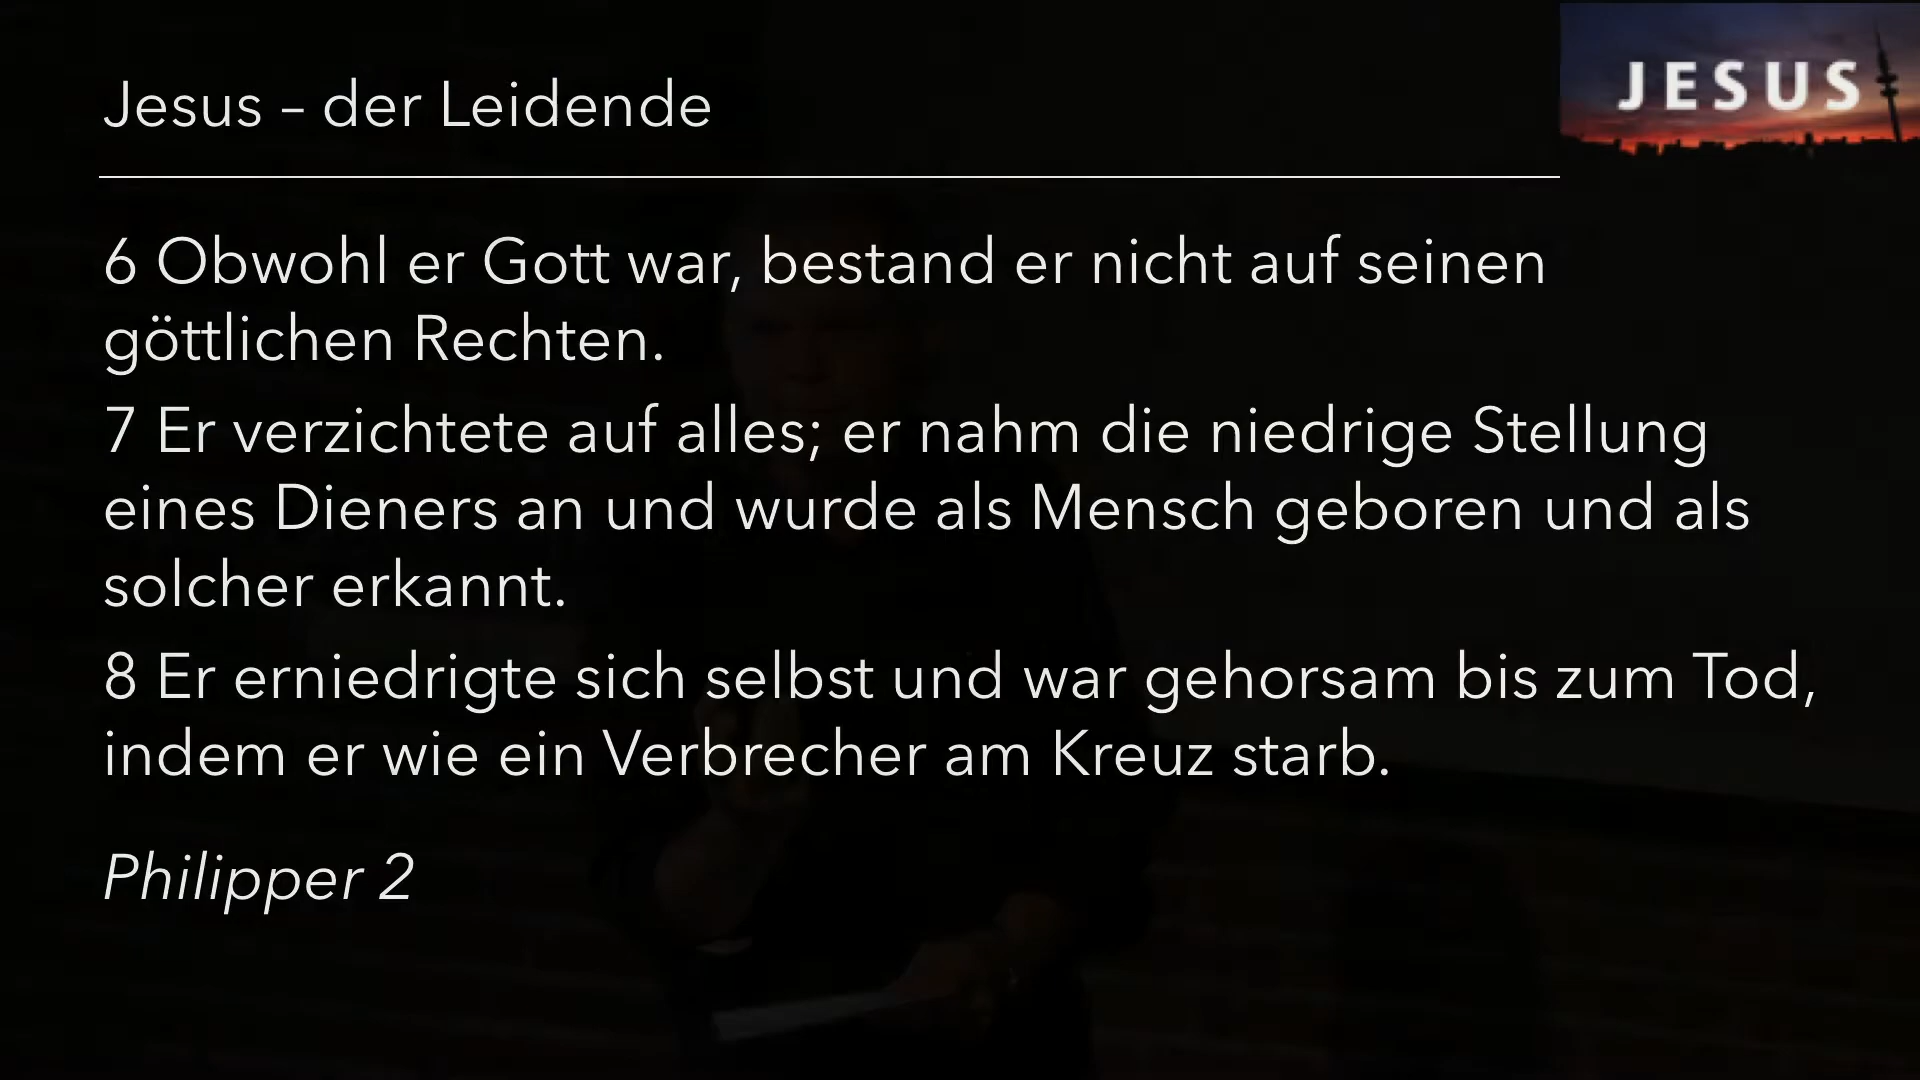 Jesus – der Leidende
JESUS
6 Obwohl er Gott war, bestand er nicht auf seinen
göttlichen Rechten.
7 Er verzichtete auf alles; er nahm die niedrige Stellung
eines Dieners an und wurde als Mensch geboren und als
solcher erkannt.
8 Er erniedrigte sich selbst und war gehorsam bis zum Tod,
indem er wie ein Verbrecher am Kreuz starb.
Philipper 2